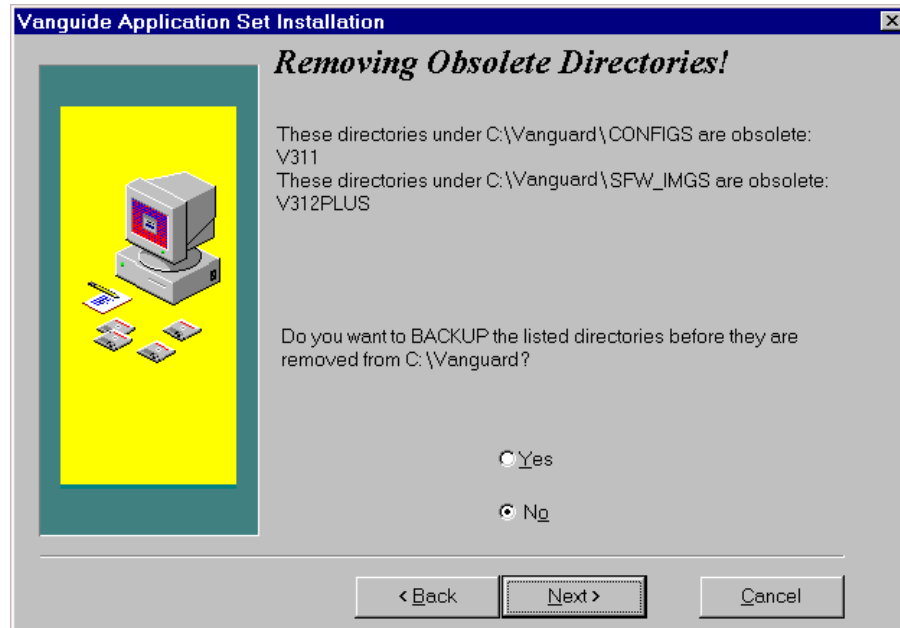 Vanguide Application Set Installation
Removing Obsolete Directories!
These directories under C:\Vanguard\CONFIGS are obsolete:
V311
These directories under C:\Vanguard\SFW_IMGS are obsolete:
V312PLUS
Do you want to BACKUP the listed directories before they are
removed from C:\Vanguard?
Yes
No
< Back
Next >
Cancel